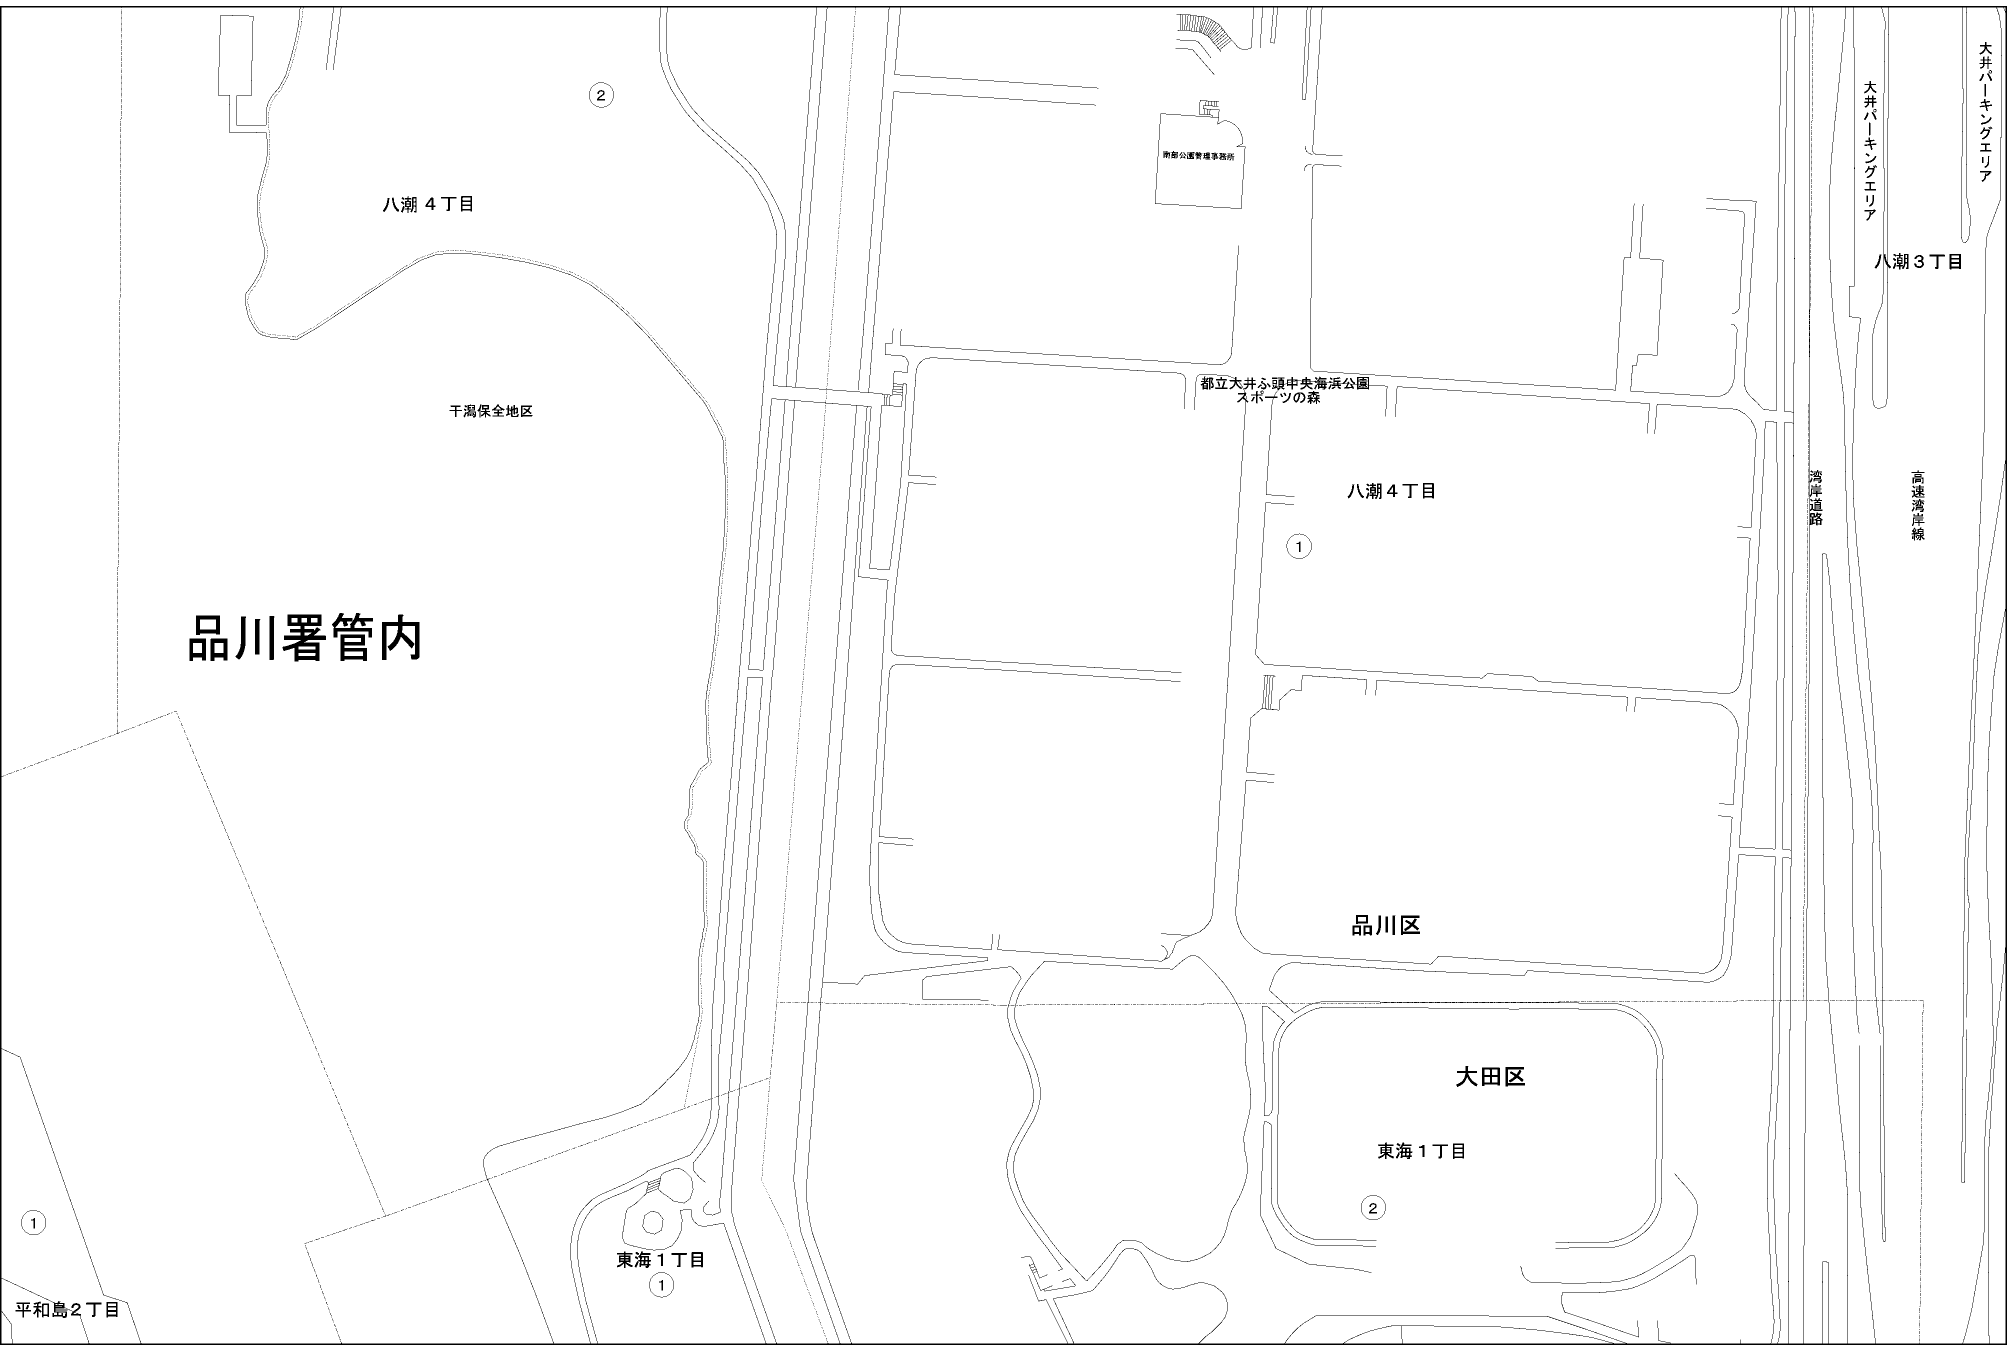 大井パーキングエリア
大井パーキングエリア
②
南部公園管理事務所
八潮４丁目
八潮３丁目
都立大井ふ頭中央海浜公園
スポーツの森
干潟保全地区
八潮４丁目
湾岸道路
高速湾岸線
①
品川署管内
品川区
大田区
東海１丁目
②
①
東海１丁目
①
平和島２丁目